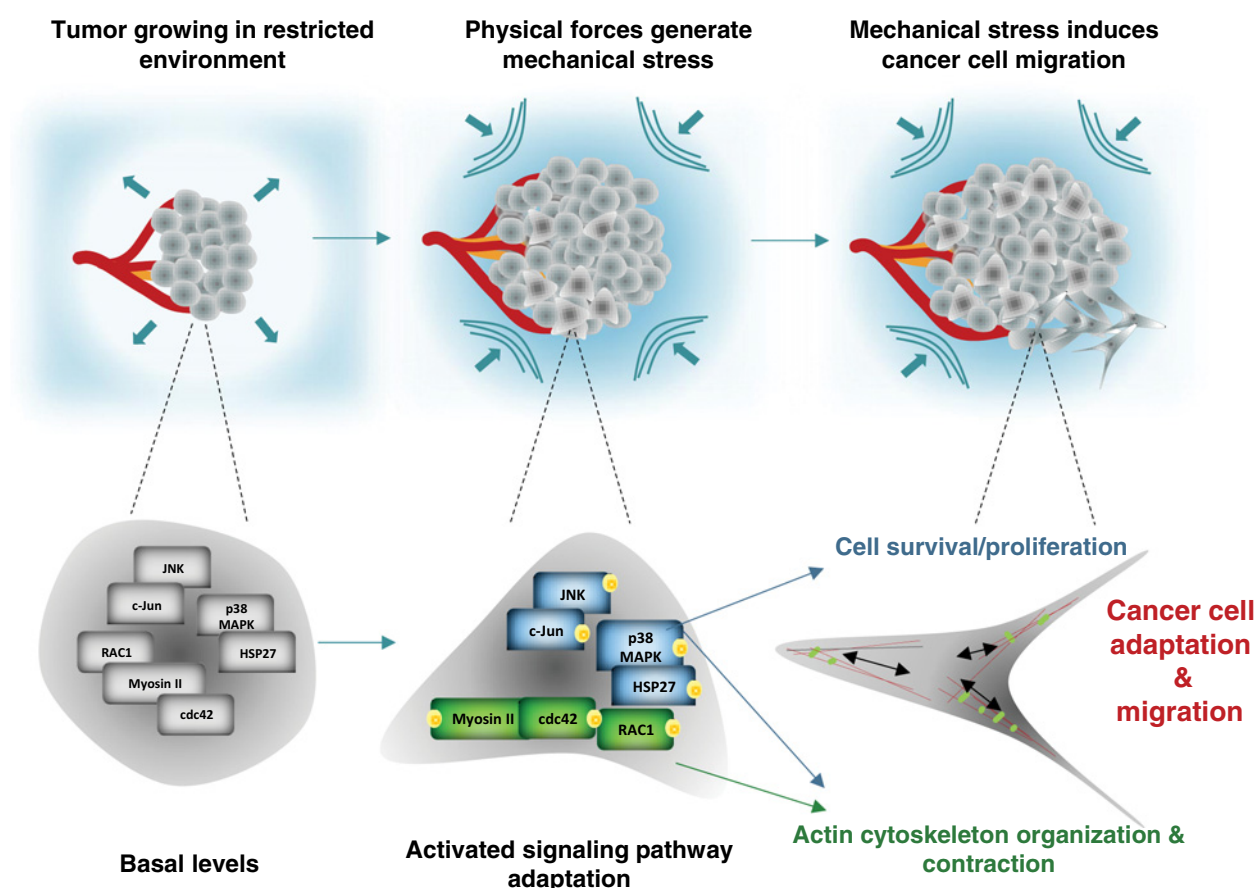 Tumor growing in restricted
environment
Physical forces generate
mechanical stress
Mechanical stress induces
cancer cell migration
JNK
c-Jun
p38
MAPK
RAC1
HSP27
Myosin II
cdc42
Basal levels
JNK
c-Jun
p38
MAPK
HSP27
Myosin II
cdc42
RAC1
Activated signaling pathway
adaptation
Cell survival/proliferation
Cancer cell
adaptation
&
migration
Actin cytoskeleton organization &
contraction